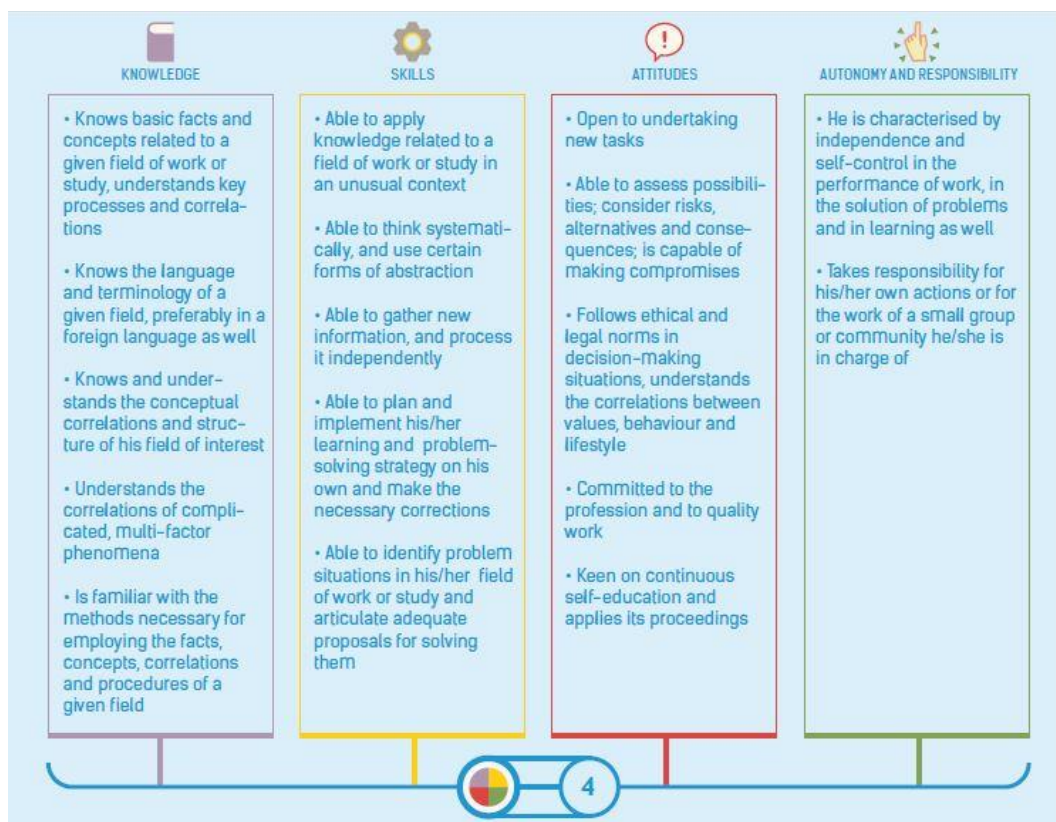 KNOWLEDGE
• Knows basic facts and
concepts related to a
given field of work or
study, understands key
processes and correla-
tions
• Knows the language
and terminology of a
given field, preferably in a
foreign language as well
• Knows and under-
stands the conceptual
correlations and struc-
ture of his field of interest
• Understands the
correlations of compli-
cated, multi-factor
phenomena
• Is familiar with the
methods necessary for
employing the facts,
concepts, correlations
and procedures of a
given field
SKILLS
• Able to apply
knowledge related to a
field of work or study in
an unusual context
• Able to think systemati-
cally, and use certain
forms of abstraction
• Able to gather new
information, and process
it independently
• Able to plan and
implement his/her
learning and problem-
solving strategy on his
own and make the
necessary corrections
• Able to identify problem
situations in his/her field
of work or study and
articulate adequate
proposals for solving
them
ATTITUDES
• Open to undertaking
new tasks
• Able to assess possibili-
ties; consider risks,
alternatives and conse-
quences; is capable of
making compromises
• Follows ethical and
legal norms in
decision-making
situations, understands
the correlations between
values, behaviour and
lifestyle
• Committed to the
profession and to quality
work
• Keen on continuous
self-education and
applies its proceedings
AUTONOMY AND RESPONSIBILITY
• He is characterised by
independence and
self-control in the
performance of work, in
the solution of problems
and in learning as well
• Takes responsibility for
his/her own actions or for
the work of a small group
or community he/she is
in charge of
4